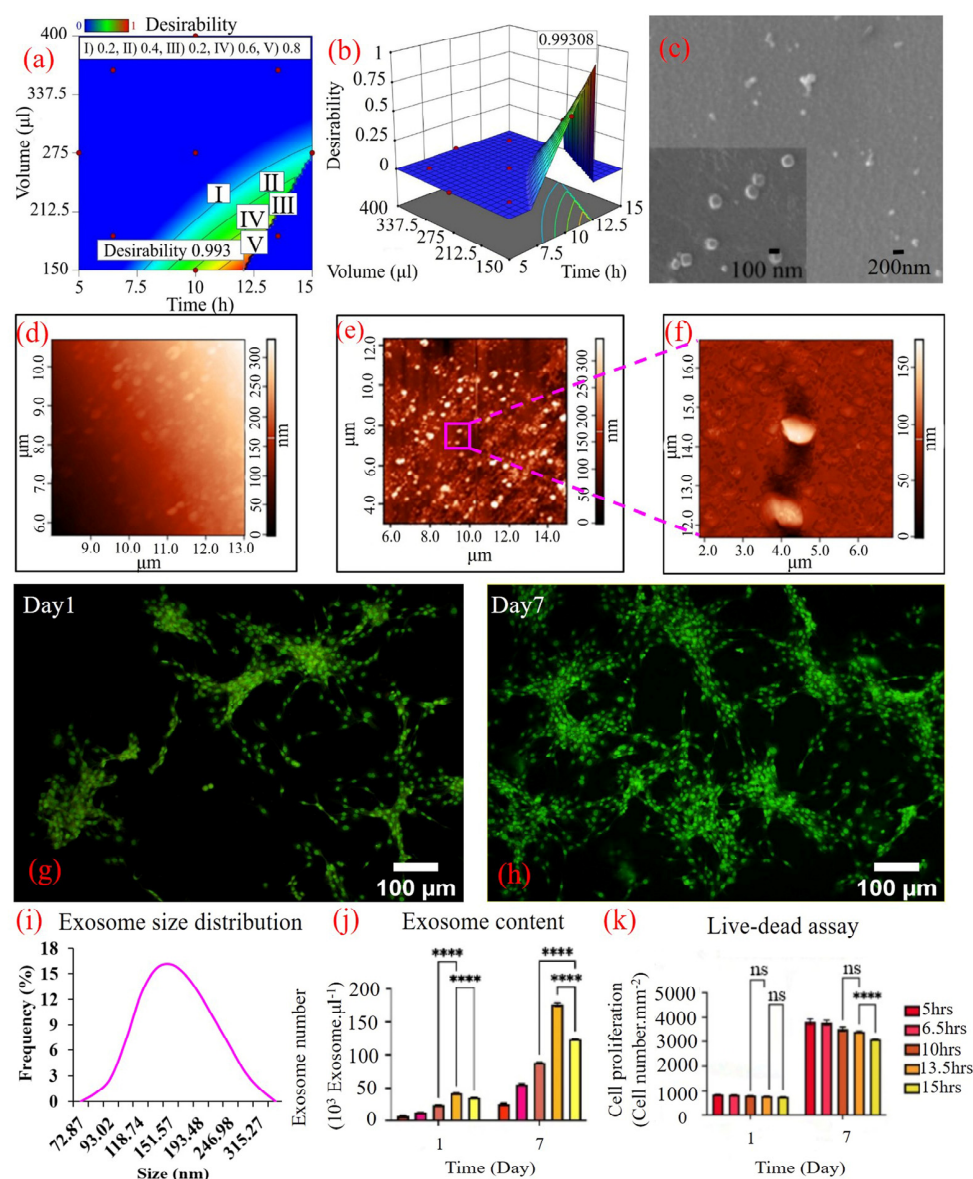 0 1 Desirability
I) 0.2, II) 0.4, III) 0.2, IV) 0.6, V) 0.8
(a)
Volume (µl)
400
337.5
275
212.5
150
I
II
III
IV
V
Desirability 0.993
5 7.5 10 12.5 15
Time (h)
(b)
0.99308
Desirability
1
0.75
0.5
0.25
0
400
337.5
275
212.5
150
Volume (µl)
5
7.5
10
12.5
15
Time (h)
(c)
100 nm
200nm
(d)
µm
10.0
9.0
8.0
7.0
6.0
9.0 10.0 11.0 12.0 13.0
µm
0 50 100 150 200 250 300
nm
(e)
µm
12.0
10.0
8.0
6.0
4.0
6.0 8.0 10.0 12.0 14.0
µm
0 50 100 150 200 250 300
nm
(f)
µm
16.0
15.0
14.0
13.0
12.0
2.0 3.0 4.0 5.0 6.0
µm
0 50 100 150
nm
Day1
(g)
100 µm
Day7
(h)
100 µm
(i) Exosome size distribution
Frequency (%)
18
15
12
9
6
3
0
72.87 93.02 118.74 151.57 193.48 246.98 315.27
Size (nm)
(j) Exosome content
Exosome number
(10³ Exosome.µl⁻¹)
200
150
100
50
0
****
****
****
****
1 7
Time (Day)
(k) Live-dead assay
Cell proliferation
(Cell number.mm⁻²)
5000
4000
3000
2000
1000
0
ns
ns
ns
****
1 7
Time (Day)
5hrs
6.5hrs
10hrs
13.5hrs
15hrs